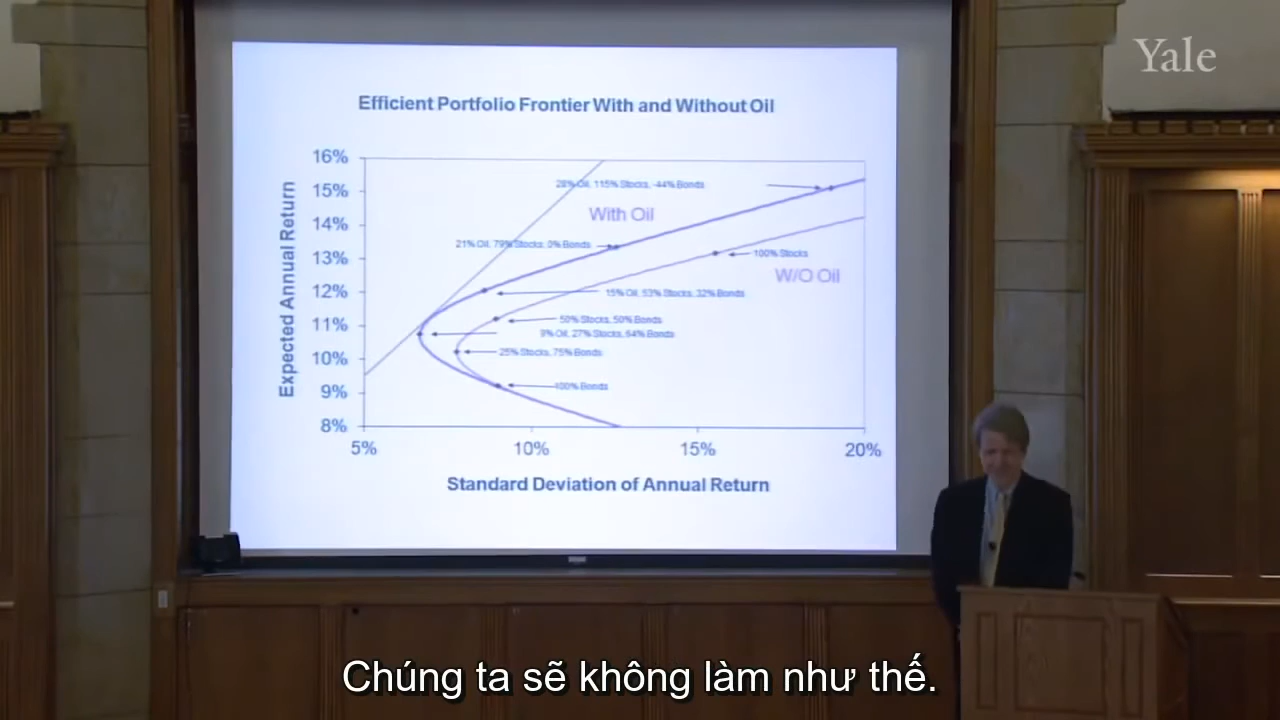 Yale
Efficient Portfolio Frontier With and Without Oil
Expected Annual Return
16%
15%
14%
13%
12%
11%
10%
9%
8%
28% Oil, 115% Stocks, -44% Bonds
With Oil
21% Oil, 79% Stocks, 0% Bonds
100% Stocks
W/O Oil
15% Oil, 53% Stocks, 32% Bonds
50% Stocks, 50% Bonds
9% Oil, 27% Stocks, 64% Bonds
25% Stocks, 75% Bonds
100% Bonds
5%
10%
15%
20%
Standard Deviation of Annual Return
Chúng ta sẽ không làm như thế.